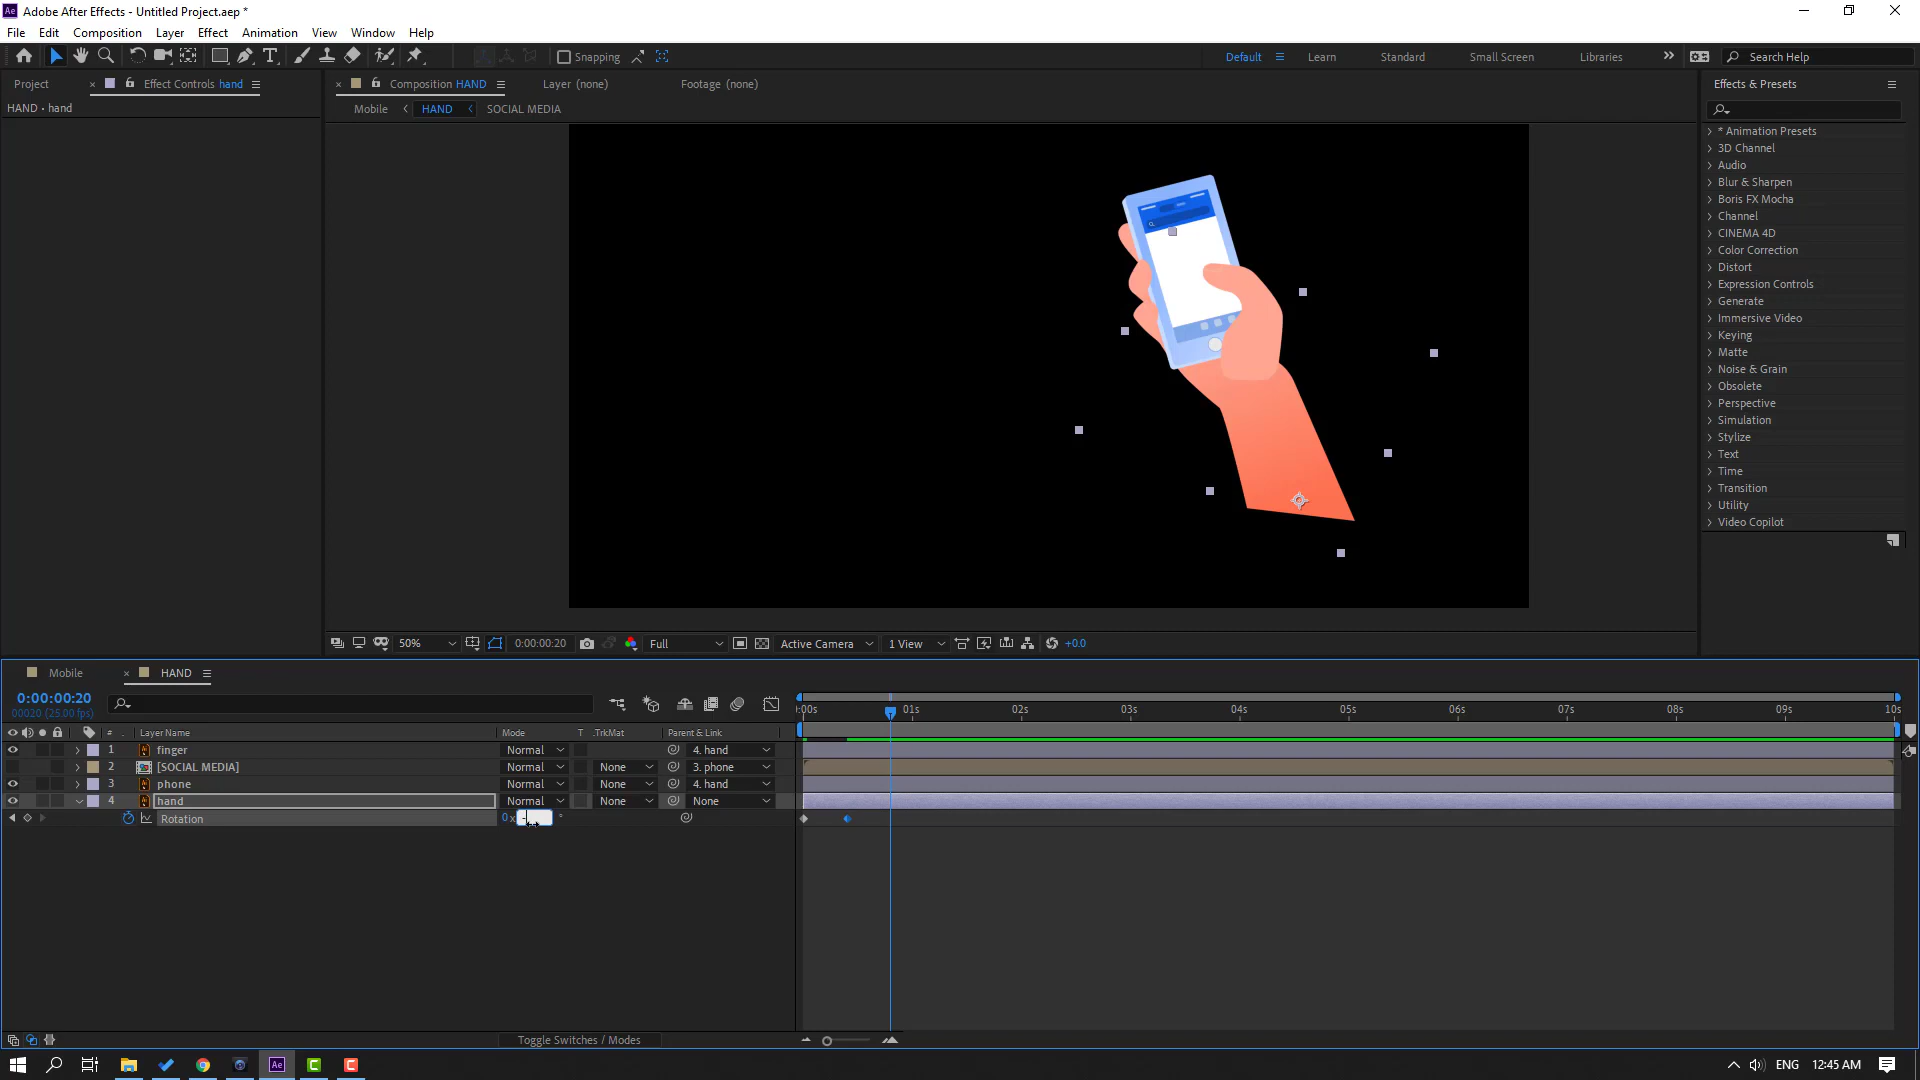 Adobe After Effects - Untitled Project.aep *
File Edit Composition Layer Effect Animation View Window Help
Snapping Default Learn Standard Small Screen Libraries Search Help
Project Effect Controls hand Composition HAND Layer (none) Footage (none) Effects & Presets
HAND • hand Mobile HAND SOCIAL MEDIA
* Animation Presets
3D Channel
Audio
Blur & Sharpen
Boris FX Mocha
Channel
CINEMA 4D
Color Correction
Distort
Expression Controls
Generate
Immersive Video
Keying
Matte
Noise & Grain
Obsolete
Perspective
Simulation
Stylize
Text
Time
Transition
Utility
Video Copilot
50% 0:00:00:20 Full Active Camera 1 View +0.0
Mobile HAND
0:00:00:20
00020 (25.00 fps)
:00s 01s 02s 03s 04s 05s 06s 07s 08s 09s 10s
# Layer Name Mode T .TrkMat Parent & Link
1 finger Normal 4. hand
2 [SOCIAL MEDIA] Normal None 3. phone
3 phone Normal None 4. hand
4 hand Normal None None
Rotation 0x - °
Toggle Switches / Modes
Ae ENG 12:45 AM